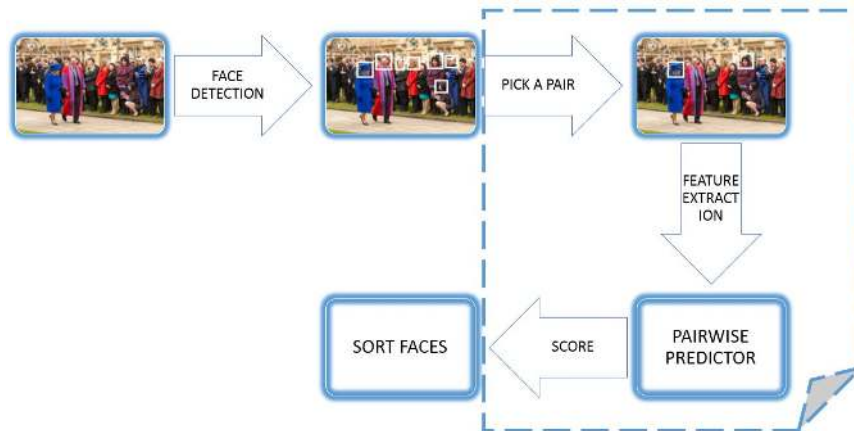 FACE
DETECTION
PICK A PAIR
FEATURE
EXTRACT
ION
SORT FACES
SCORE
PAIRWISE
PREDICTOR